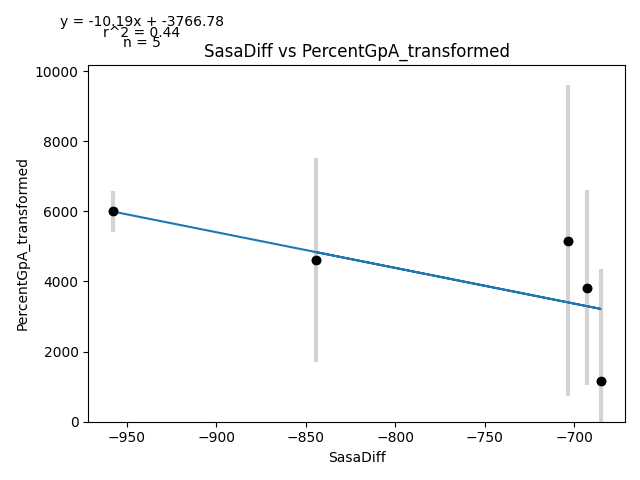 y = -10.19x + -3766.78
r^2 = 0.44
n = 5
SasaDiff vs PercentGpA_transformed
PercentGpA_transformed
10000
8000
6000
4000
2000
0
−950
−900
−850
−800
−750
−700
SasaDiff